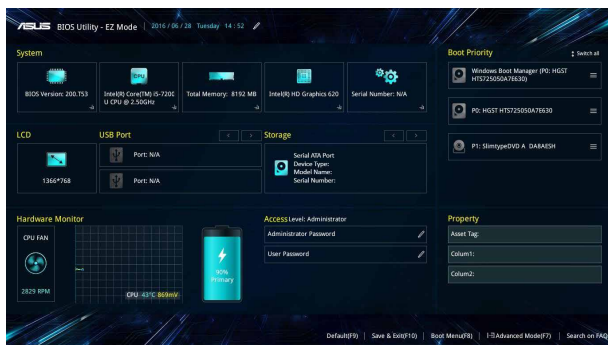 ASUS BIOS Utility - EZ Mode 2016/06/28 Tuesday 14:52
System
BIOS Version: 200.T53
Intel(R) Core(TM) i5-7200
U CPU @ 2.50GHz
Total Memory: 8192 MB
Intel(R) HD Graphics 620
Serial Number: N/A
Boot Priority
Switch all
Windows Boot Manager (P0: HGST
HTS725050A7E630)
P0: HGST HTS725050A7E630
P1: SlimtypeDVD A DA8AESH
LCD
1366*768
USB Port
Port: N/A
Port: N/A
Storage
Serial ATA Port
Device Type:
Model Name:
Serial Number:
Hardware Monitor
CPU FAN
2829 RPM
CPU 43°C 869mV
90%
Primary
Access Level: Administrator
Administrator Password
User Password
Property
Asset Tag:
Colum1:
Colum2:
Default(F9) Save & Exit(F10) Boot Menu(F8) Advanced Mode(F7) Search on FAQ